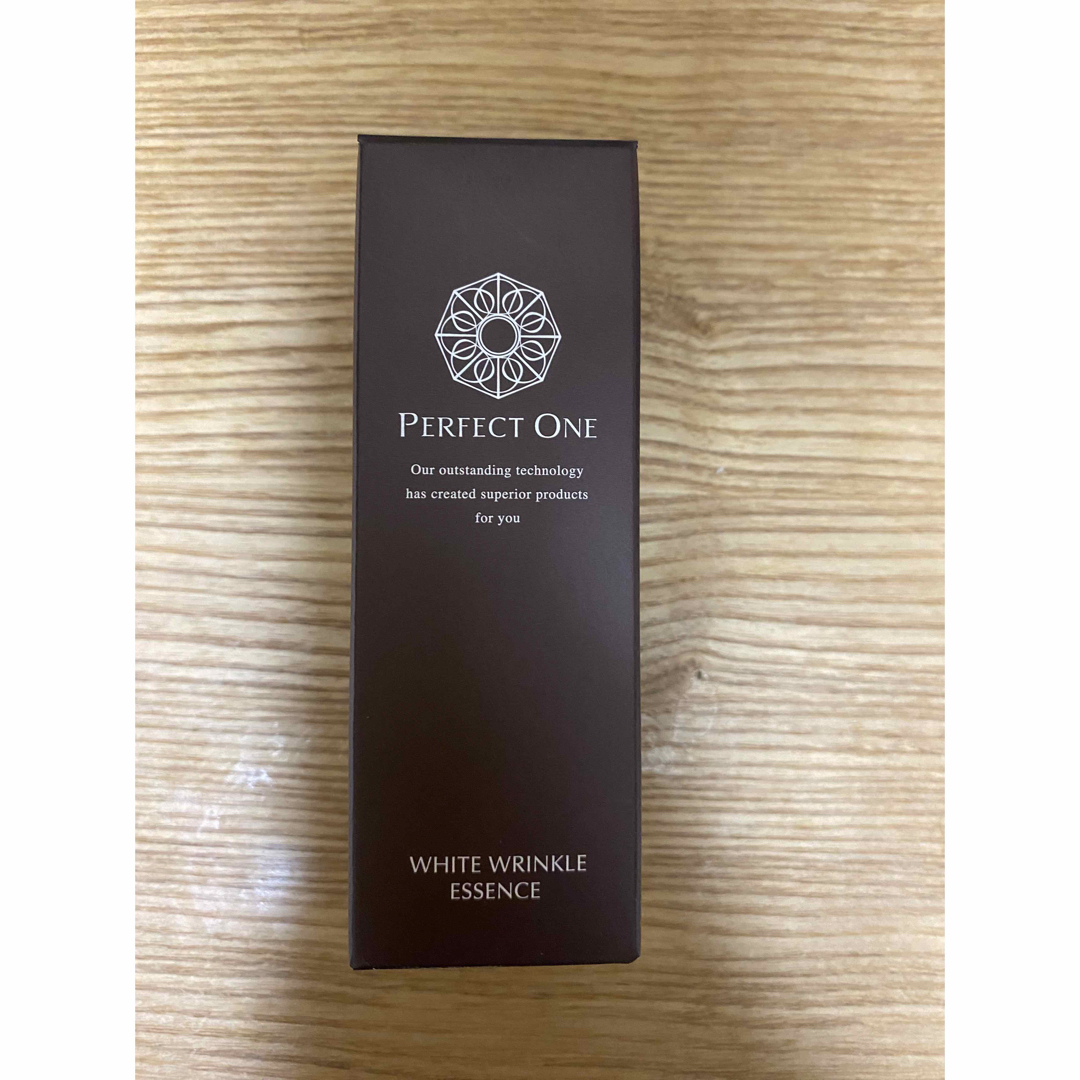 PERFECT ONE
Our outstanding technology
has created superior products
for you
WHITE WRINKLE
ESSENCE